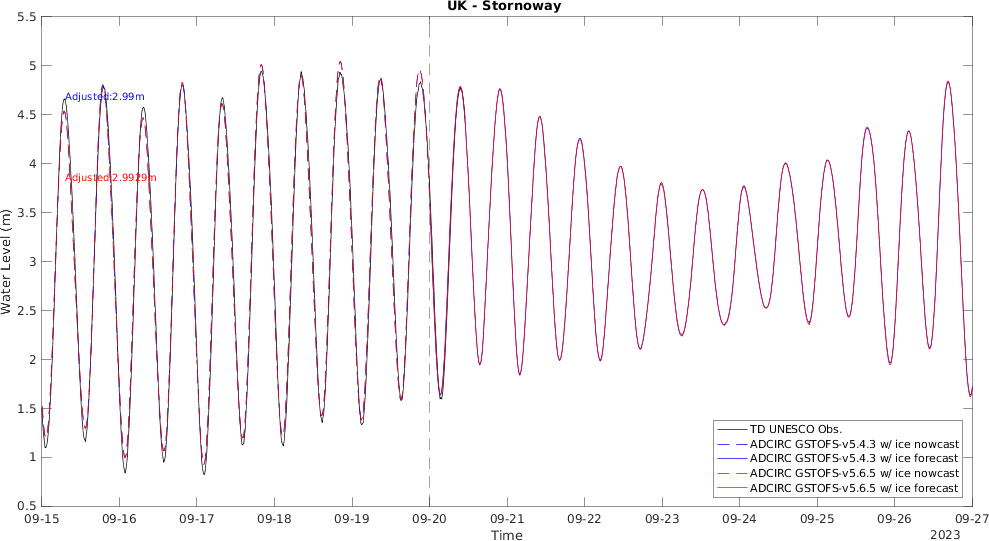 UK - Stornoway
5.5
5
4.5
4
3.5
3
2.5
2
1.5
1
0.5
Water Level (m)
Adjusted:2.99m
Adjusted:2.9929m
TD UNESCO Obs.
ADCIRC GSTOFS-v5.4.3 w/ ice nowcast
ADCIRC GSTOFS-v5.4.3 w/ ice forecast
ADCIRC GSTOFS-v5.6.5 w/ ice nowcast
ADCIRC GSTOFS-v5.6.5 w/ ice forecast
09-15 09-16 09-17 09-18 09-19 09-20 09-21 09-22 09-23 09-24 09-25 09-26 09-27
Time
2023